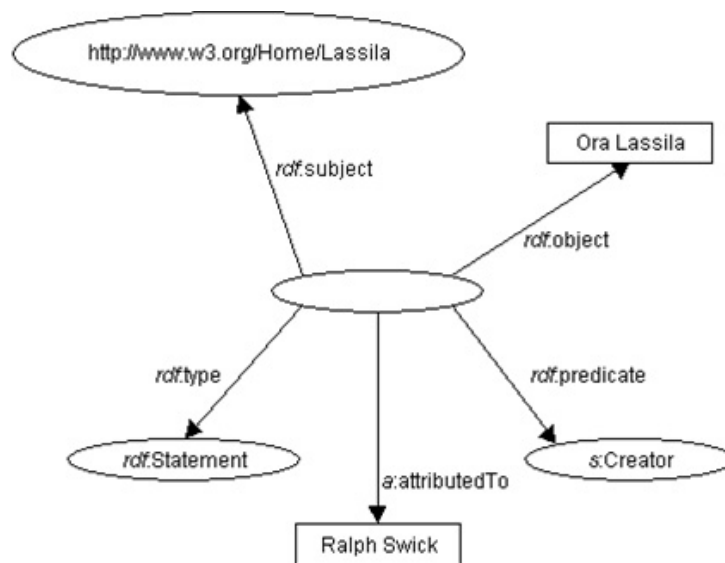 http://www.w3.org/Home/Lassila
Ora Lassila
rdf:subject
rdf:object
rdf:type
rdf:predicate
rdf:Statement
s:Creator
a:attributedTo
Ralph Swick